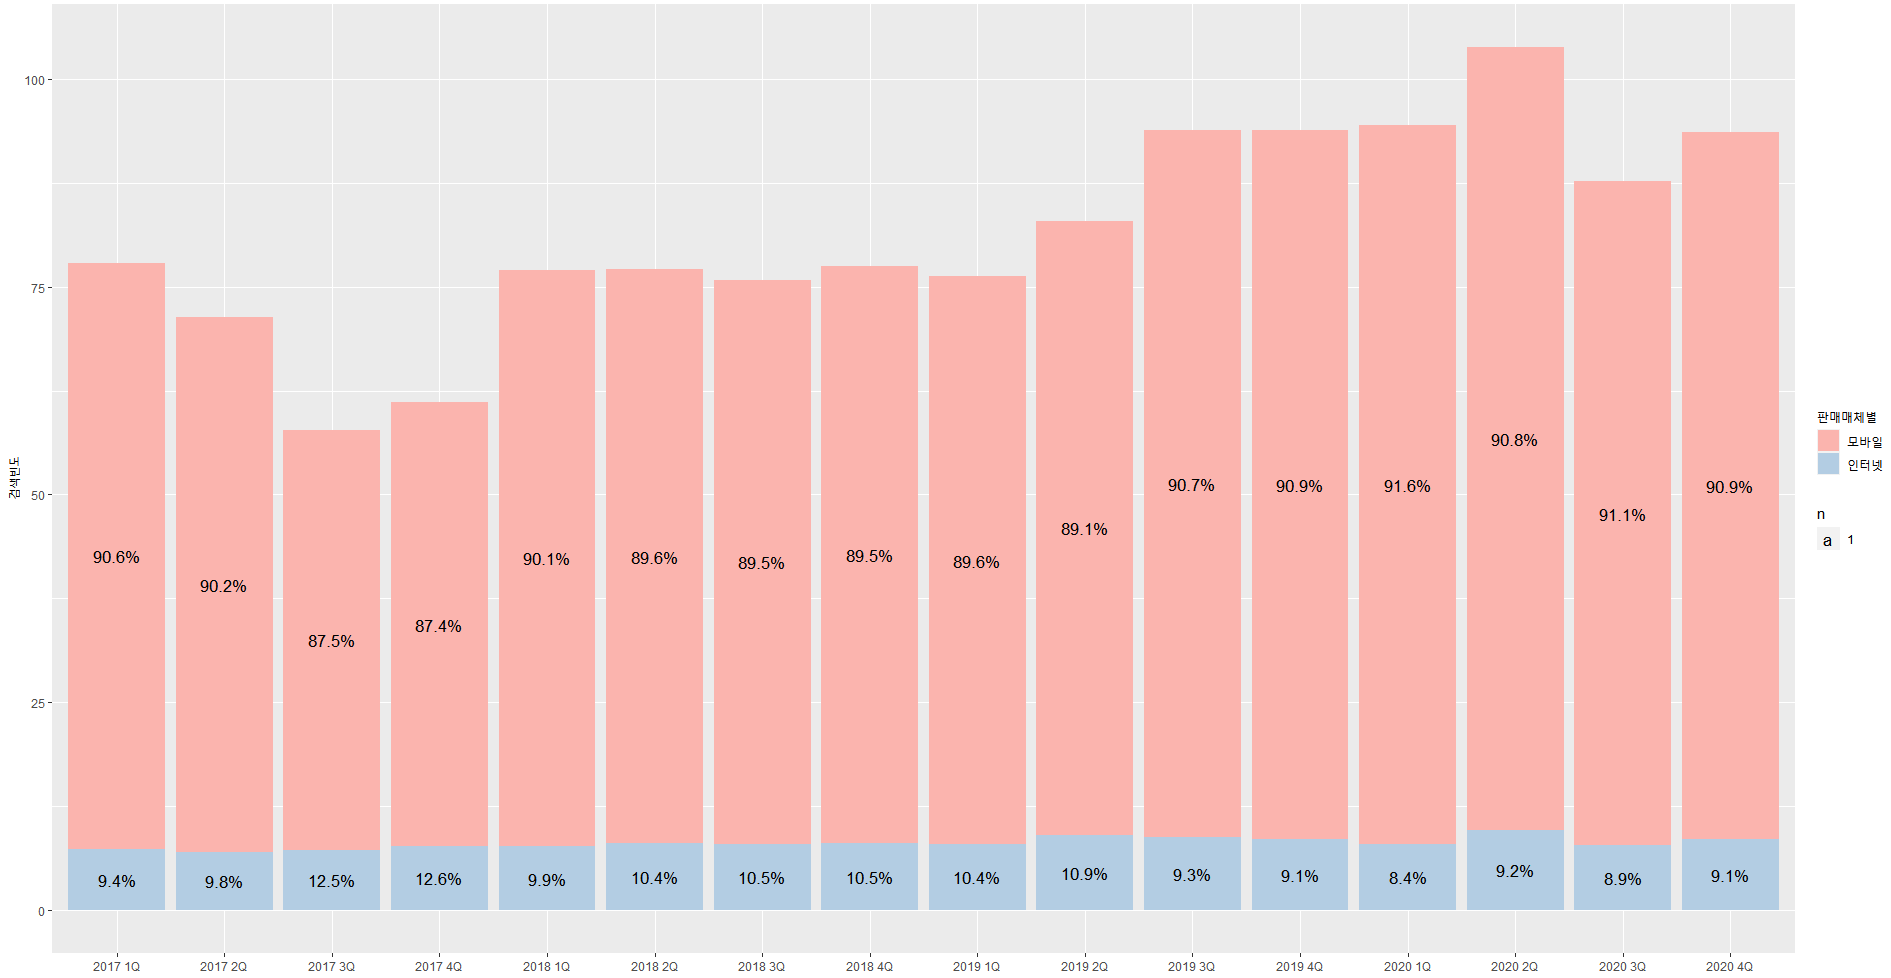 100
75
50
25
0
검색빈도
90.6%
90.2%
87.5%
87.4%
90.1%
89.6%
89.5%
89.5%
89.6%
89.1%
90.7%
90.9%
91.6%
90.8%
91.1%
90.9%
9.4%
9.8%
12.5%
12.6%
9.9%
10.4%
10.5%
10.5%
10.4%
10.9%
9.3%
9.1%
8.4%
9.2%
8.9%
9.1%
2017 1Q
2017 2Q
2017 3Q
2017 4Q
2018 1Q
2018 2Q
2018 3Q
2018 4Q
2019 1Q
2019 2Q
2019 3Q
2019 4Q
2020 1Q
2020 2Q
2020 3Q
2020 4Q
판매매체별
모바일
인터넷
n
a 1